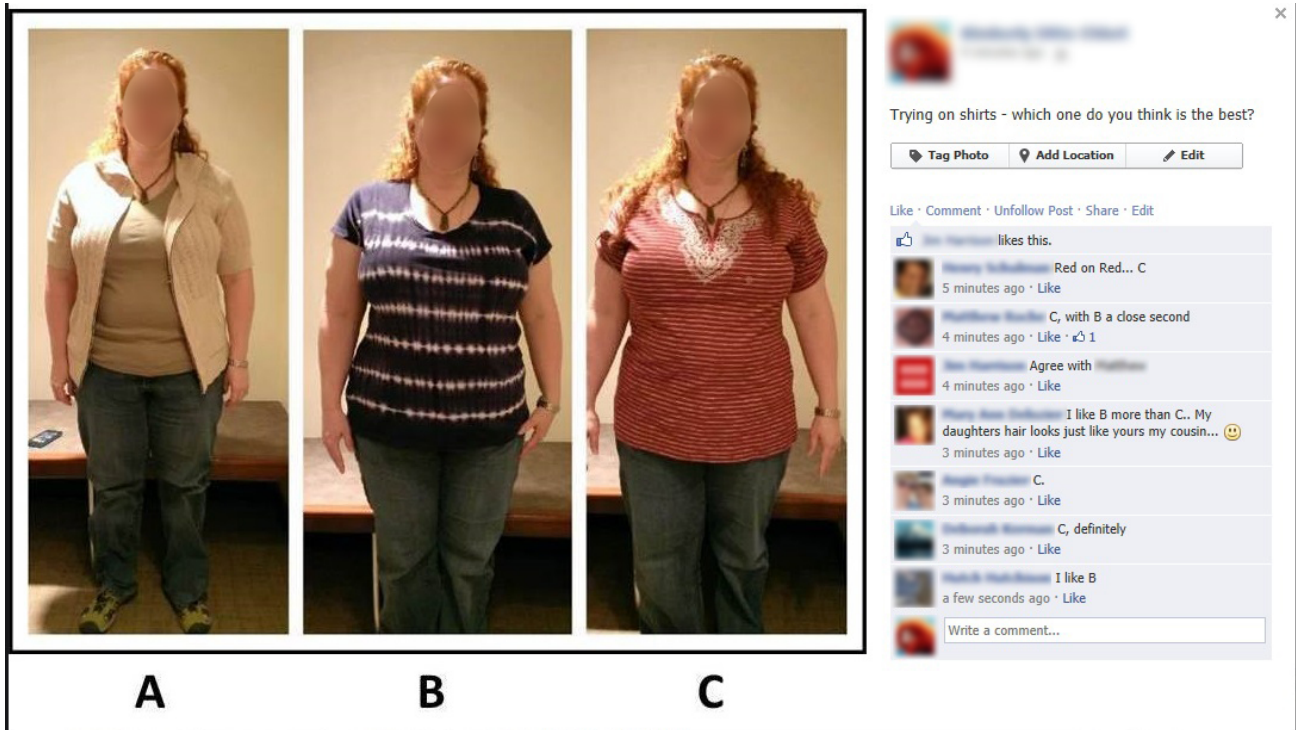 Trying on shirts - which one do you think is the best?
Tag Photo
Add Location
Edit
Like · Comment · Unfollow Post · Share · Edit
likes this.
Red on Red... C
5 minutes ago · Like
C, with B a close second
4 minutes ago · Like · 1
Agree with
4 minutes ago · Like
I like B more than C.. My
daughters hair looks just like yours my cousin...
3 minutes ago · Like
C.
3 minutes ago · Like
C, definitely
3 minutes ago · Like
I like B
a few seconds ago · Like
Write a comment...
A
B
C